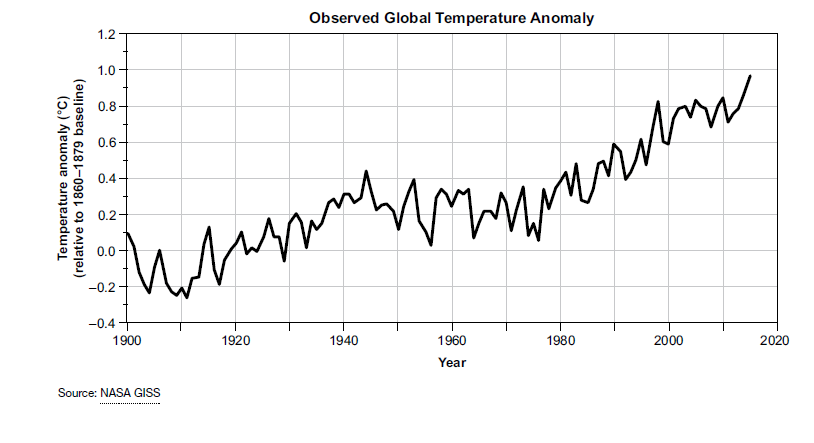 Observed Global Temperature Anomaly
Temperature anomaly (°C)
(relative to 1860–1879 baseline)
1.2
1.0
0.8
0.6
0.4
0.2
0.0
–0.2
–0.4
1900 1920 1940 1960 1980 2000 2020
Year
Source: NASA GISS